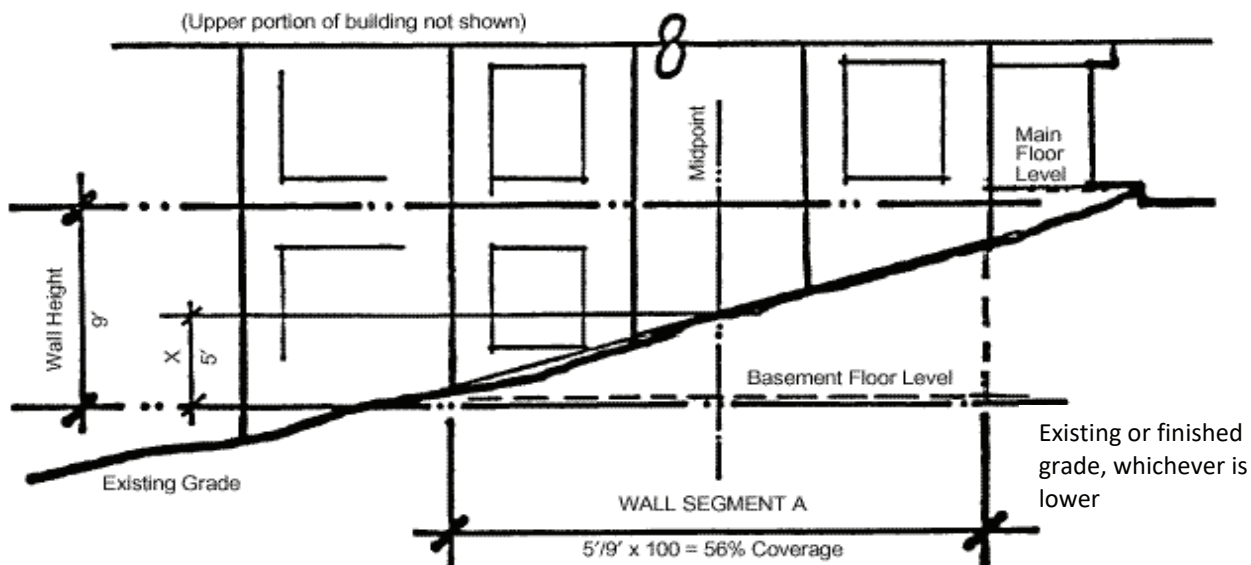 (Upper portion of building not shown)
8
Midpoint
Main
Floor
Level
Wall Height
9'
X
5'
Basement Floor Level
Existing or finished
grade, whichever is
lower
Existing Grade
WALL SEGMENT A
5'/9' x 100 = 56% Coverage